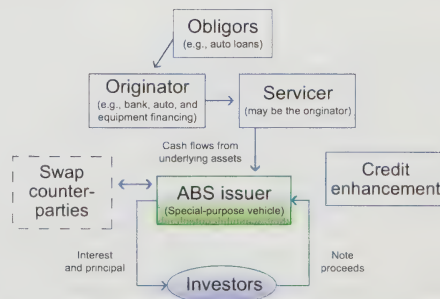 Obligors
(e.g., auto loans)
Originator
(e.g., bank, auto, and
equipment financing)
Servicer
(may be the originator)
Cash flows from
underlying assets
Swap
counter-
parties
ABS issuer
(Special-purpose vehicle)
Credit
enhancement
Interest
and principal
Note
proceeds
Investors